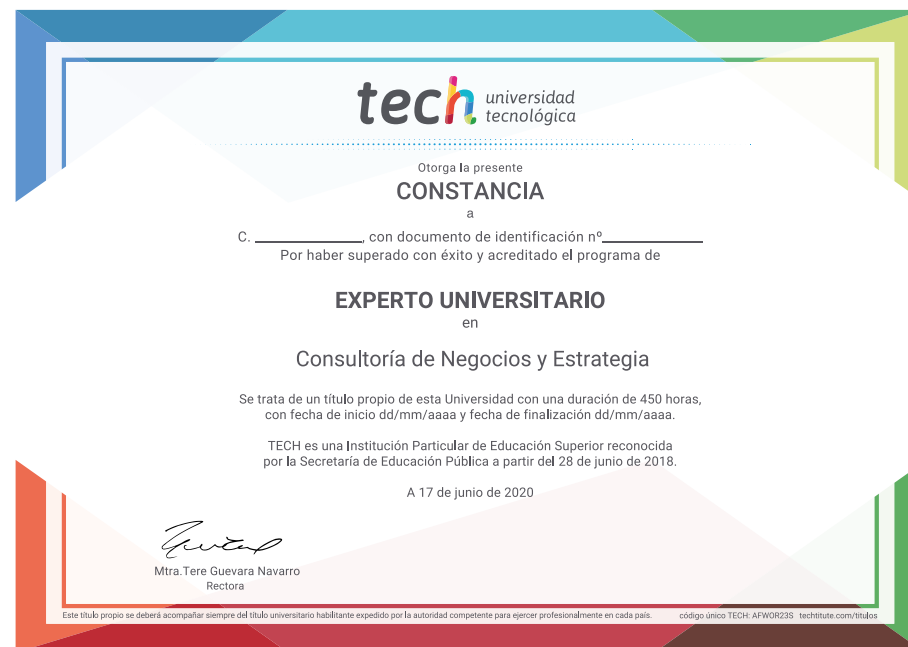 tech universidad
tecnológica
Otorga la presente
CONSTANCIA
a
C. ____________, con documento de identificación nº____________
Por haber superado con éxito y acreditado el programa de
EXPERTO UNIVERSITARIO
en
Consultoría de Negocios y Estrategia
Se trata de un título propio de esta Universidad con una duración de 450 horas,
con fecha de inicio dd/mm/aaaa y fecha de finalización dd/mm/aaaa.
TECH es una Institución Particular de Educación Superior reconocida
por la Secretaría de Educación Pública a partir del 28 de junio de 2018.
A 17 de junio de 2020
Mtra.Tere Guevara Navarro
Rectora
Este título propio se deberá acompañar siempre del título universitario habilitante expedido por la autoridad competente para ejercer profesionalmente en cada país. código único TECH: AFWOR23S techtitute.com/titulos